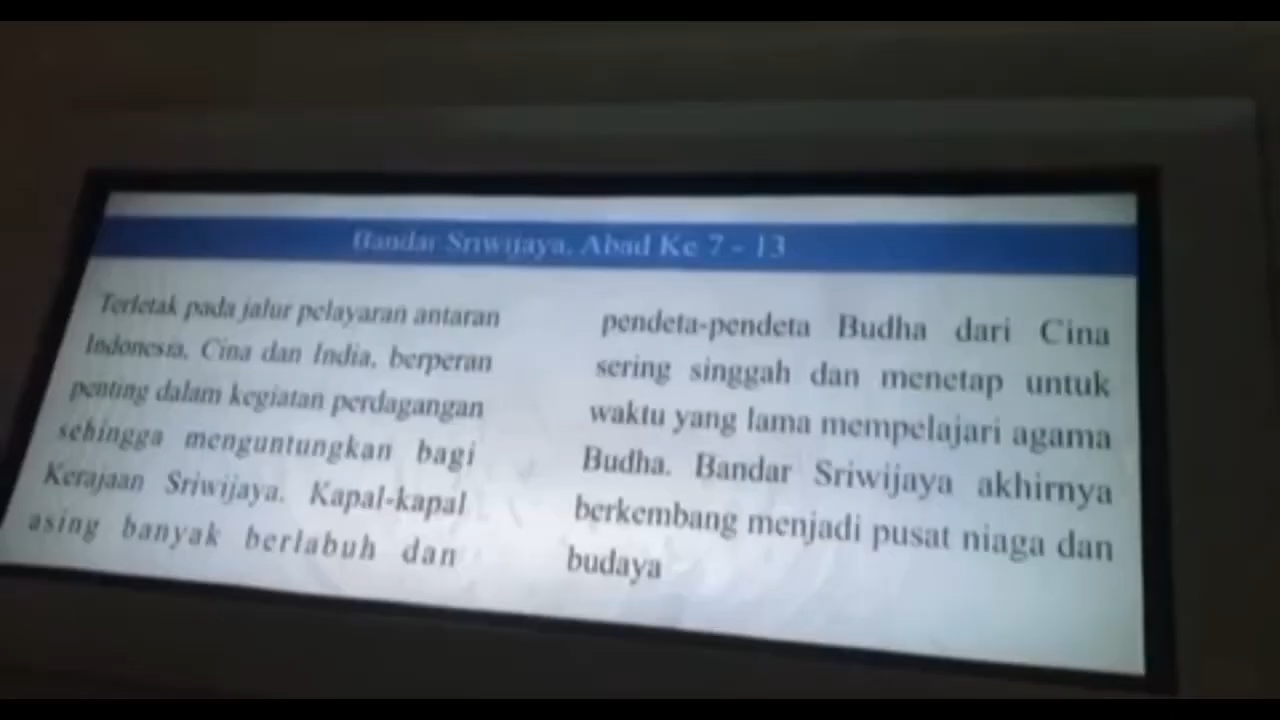 Bandar Sriwijaya, Abad Ke 7 - 13
Terletak pada jalur pelayaran antaran
Indonesia, Cina dan India, berperan
penting dalam kegiatan perdagangan
sehingga menguntungkan bagi
Kerajaan Sriwijaya. Kapal-kapal
asing banyak berlabuh dan
pendeta-pendeta Budha dari Cina
sering singgah dan menetap untuk
waktu yang lama mempelajari agama
Budha. Bandar Sriwijaya akhirnya
berkembang menjadi pusat niaga dan
budaya